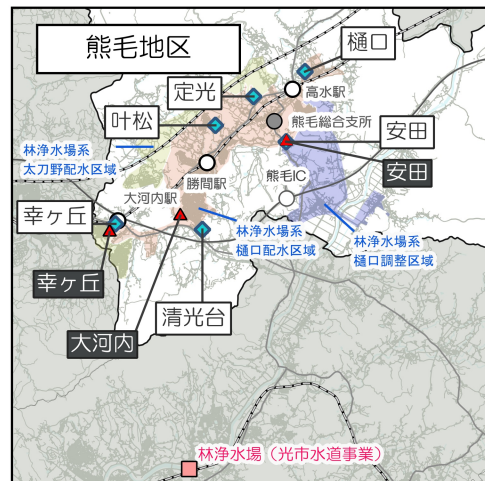 熊毛地区
樋口
定光
高水駅
叶松
熊毛総合支所
安田
林浄水場系
太刀野配水区域
安田
勝間駅
熊毛IC
大河内駅
幸ヶ丘
林浄水場系
樋口配水区域
林浄水場系
樋口調整区域
幸ヶ丘
清光台
大河内
林浄水場（光市水道事業）